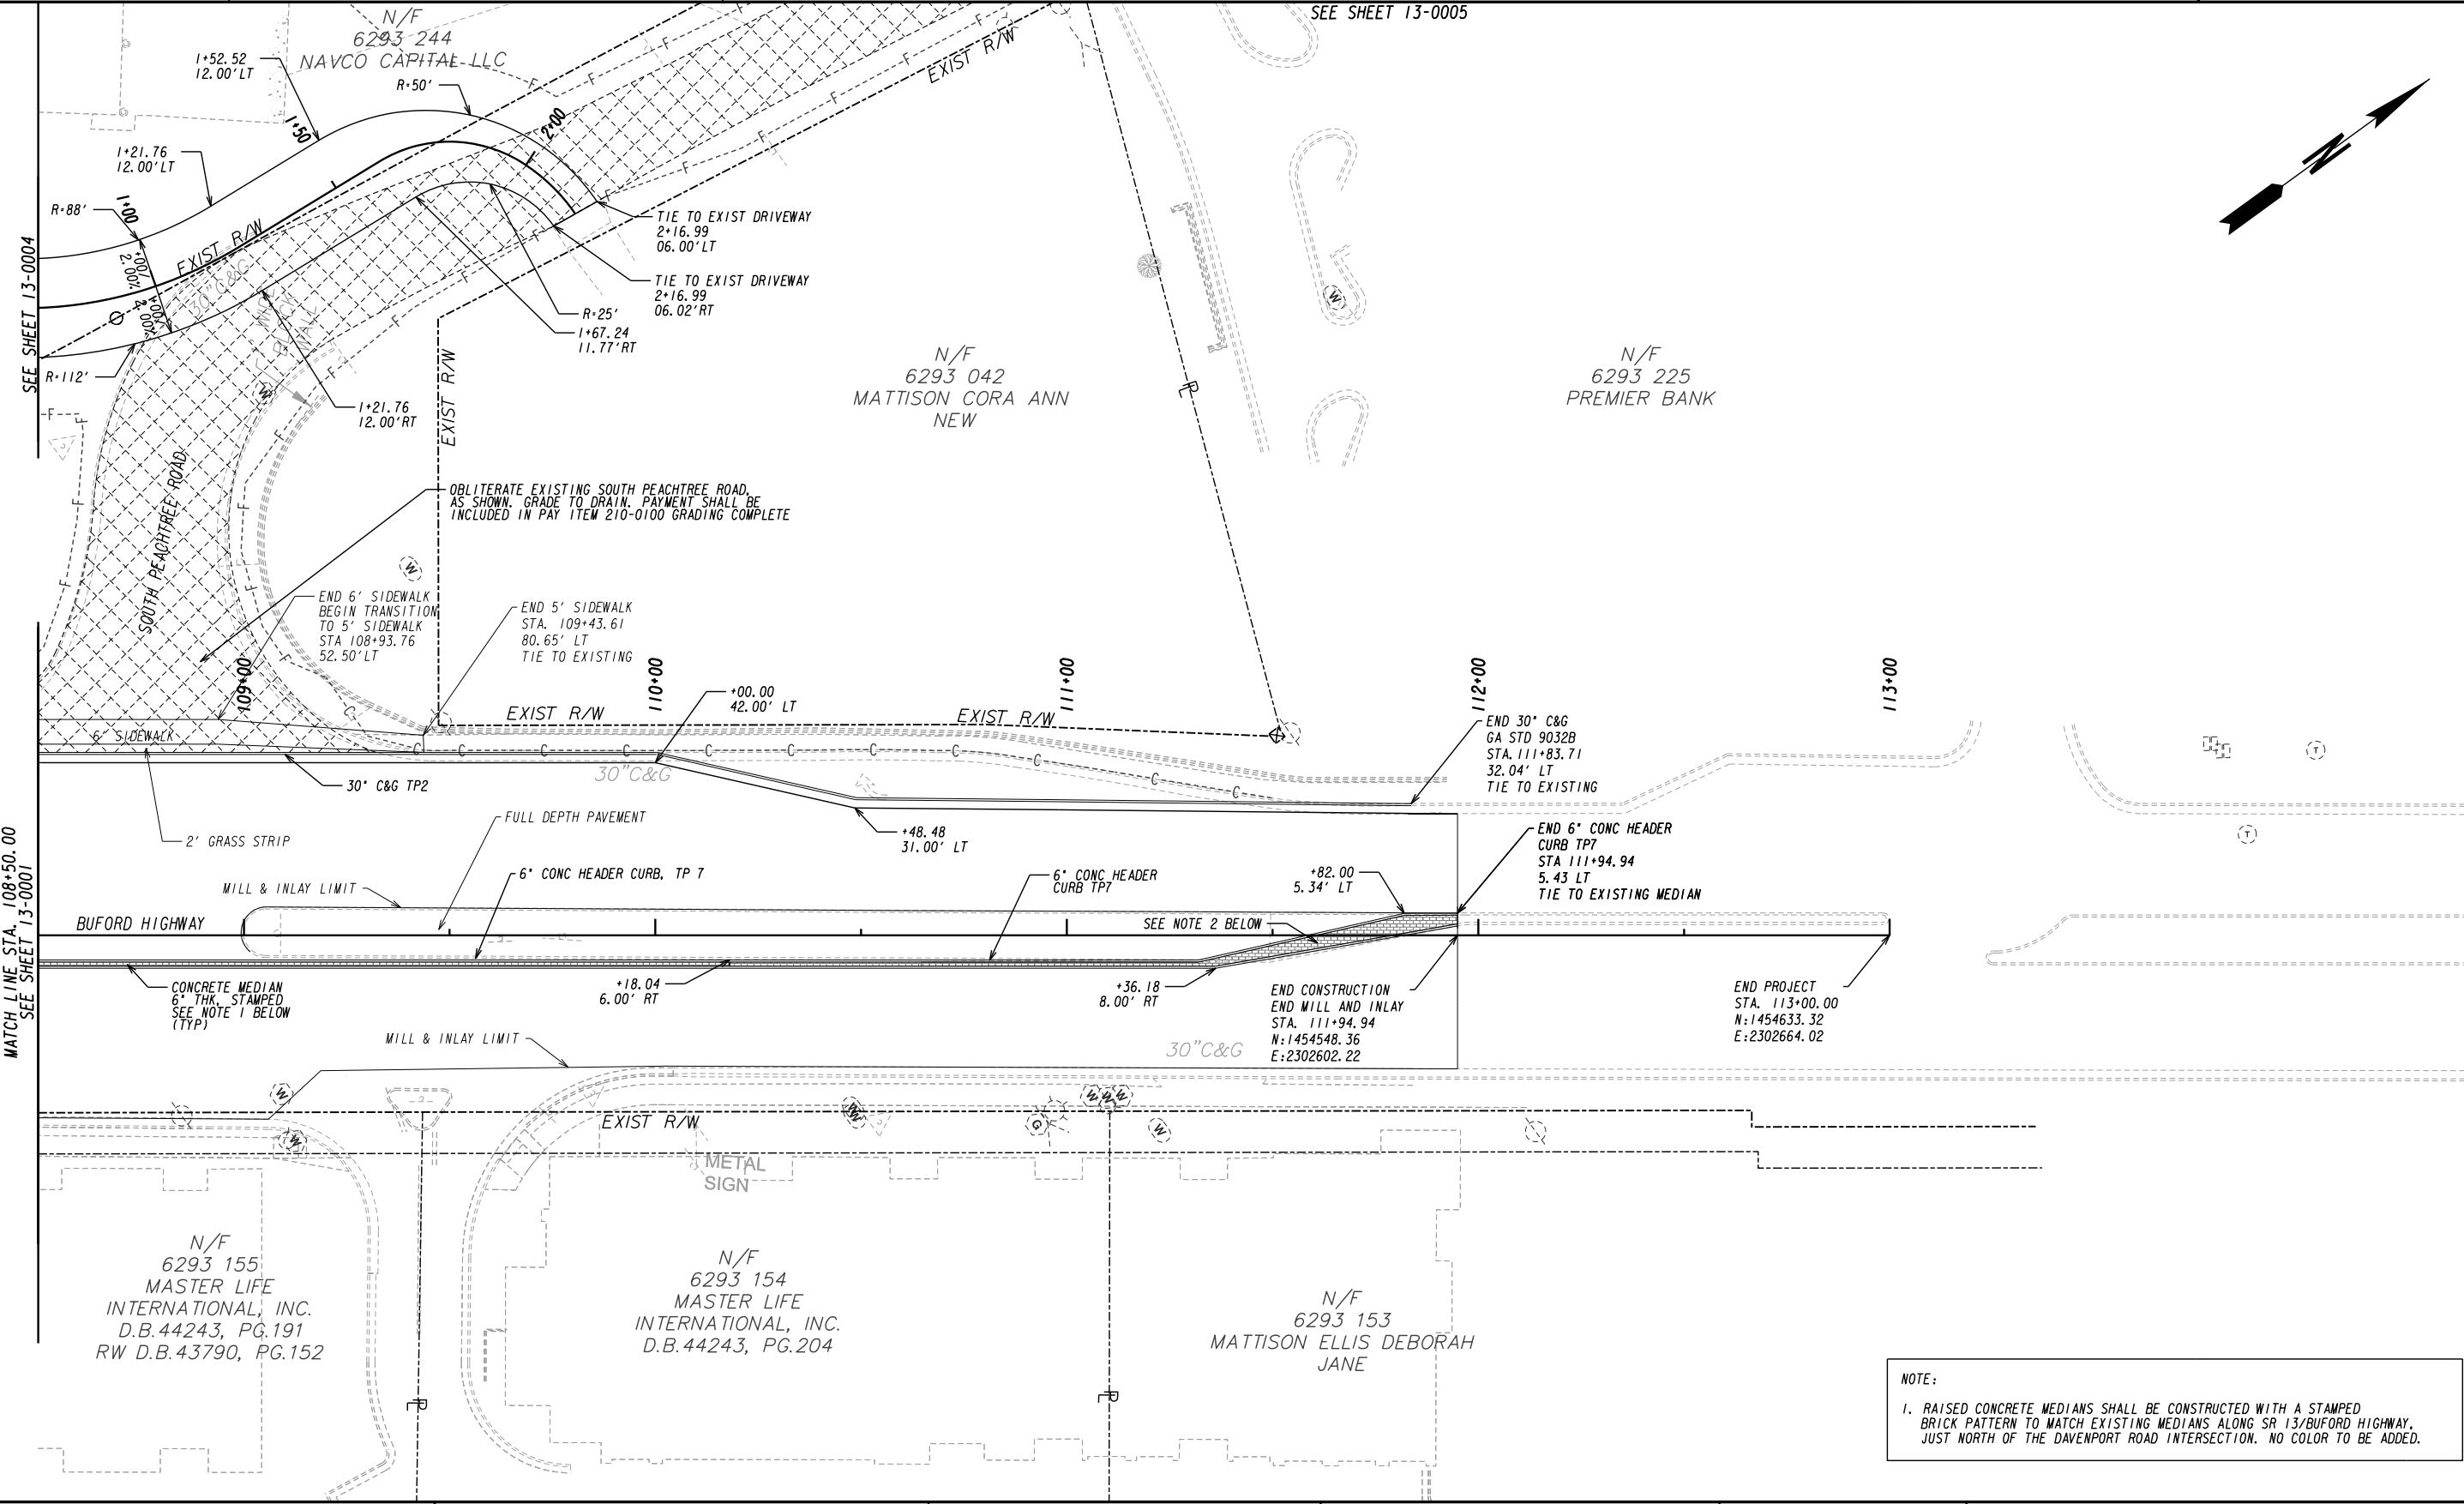 SEE SHEET 13-0005
N/F
6293 244
NAVCO CAPITAL LLC
1+52.52
12.00' LT
R=50'
EXIST R/W
1+50
2+00
1+21.76
12.00' LT
R=88'
1+00
EXIST R/W
30"C&G
+00/
2.00%
+00/
2.00%
WIDE
BLOCK
WALL
SEE SHEET 13-0004
R=112'
TIE TO EXIST DRIVEWAY
2+16.99
06.00' LT
TIE TO EXIST DRIVEWAY
2+16.99
06.02' RT
R=25'
1+67.24
11.77' RT
1+21.76
12.00' RT
EXIST R/W
N/F
6293 042
MATTISON CORA ANN
NEW
N/F
6293 225
PREMIER BANK
N
SOUTH PEACHTREE ROAD
OBLITERATE EXISTING SOUTH PEACHTREE ROAD,
AS SHOWN. GRADE TO DRAIN. PAYMENT SHALL BE
INCLUDED IN PAY ITEM 210-0100 GRADING COMPLETE
END 6' SIDEWALK
BEGIN TRANSITION
TO 5' SIDEWALK
STA 108+93.76
52.50' LT
END 5' SIDEWALK
STA. 109+43.61
80.65' LT
TIE TO EXISTING
109+00
110+00
111+00
112+00
113+00
+00.00
42.00' LT
EXIST R/W
EXIST R/W
6' SIDEWALK
30"C&G
30" C&G TP2
END 30" C&G
GA STD 9032B
STA. 111+83.71
32.04' LT
TIE TO EXISTING
2' GRASS STRIP
FULL DEPTH PAVEMENT
+48.48
31.00' LT
END 6" CONC HEADER
CURB TP7
STA 111+94.94
5.43 LT
TIE TO EXISTING MEDIAN
MATCH LINE STA. 108+50.00
SEE SHEET 13-0001
MILL & INLAY LIMIT
6" CONC HEADER CURB, TP 7
6" CONC HEADER
CURB TP7
+82.00
5.34' LT
BUFORD HIGHWAY
SEE NOTE 2 BELOW
CONCRETE MEDIAN
6" THK, STAMPED
SEE NOTE 1 BELOW
(TYP)
+18.04
6.00' RT
+36.18
8.00' RT
END CONSTRUCTION
END MILL AND INLAY
STA. 111+94.94
N:1454548.36
E:2302602.22
END PROJECT
STA. 113+00.00
N:1454633.32
E:2302664.02
MILL & INLAY LIMIT
30"C&G
EXIST R/W
METAL
SIGN
N/F
6293 155
MASTER LIFE
INTERNATIONAL, INC.
D.B.44243, PG.191
RW D.B.43790, PG.152
N/F
6293 154
MASTER LIFE
INTERNATIONAL, INC.
D.B.44243, PG.204
N/F
6293 153
MATTISON ELLIS DEBORAH
JANE
NOTE:
1. RAISED CONCRETE MEDIANS SHALL BE CONSTRUCTED WITH A STAMPED
BRICK PATTERN TO MATCH EXISTING MEDIANS ALONG SR 13/BUFORD HIGHWAY,
JUST NORTH OF THE DAVENPORT ROAD INTERSECTION. NO COLOR TO BE ADDED.